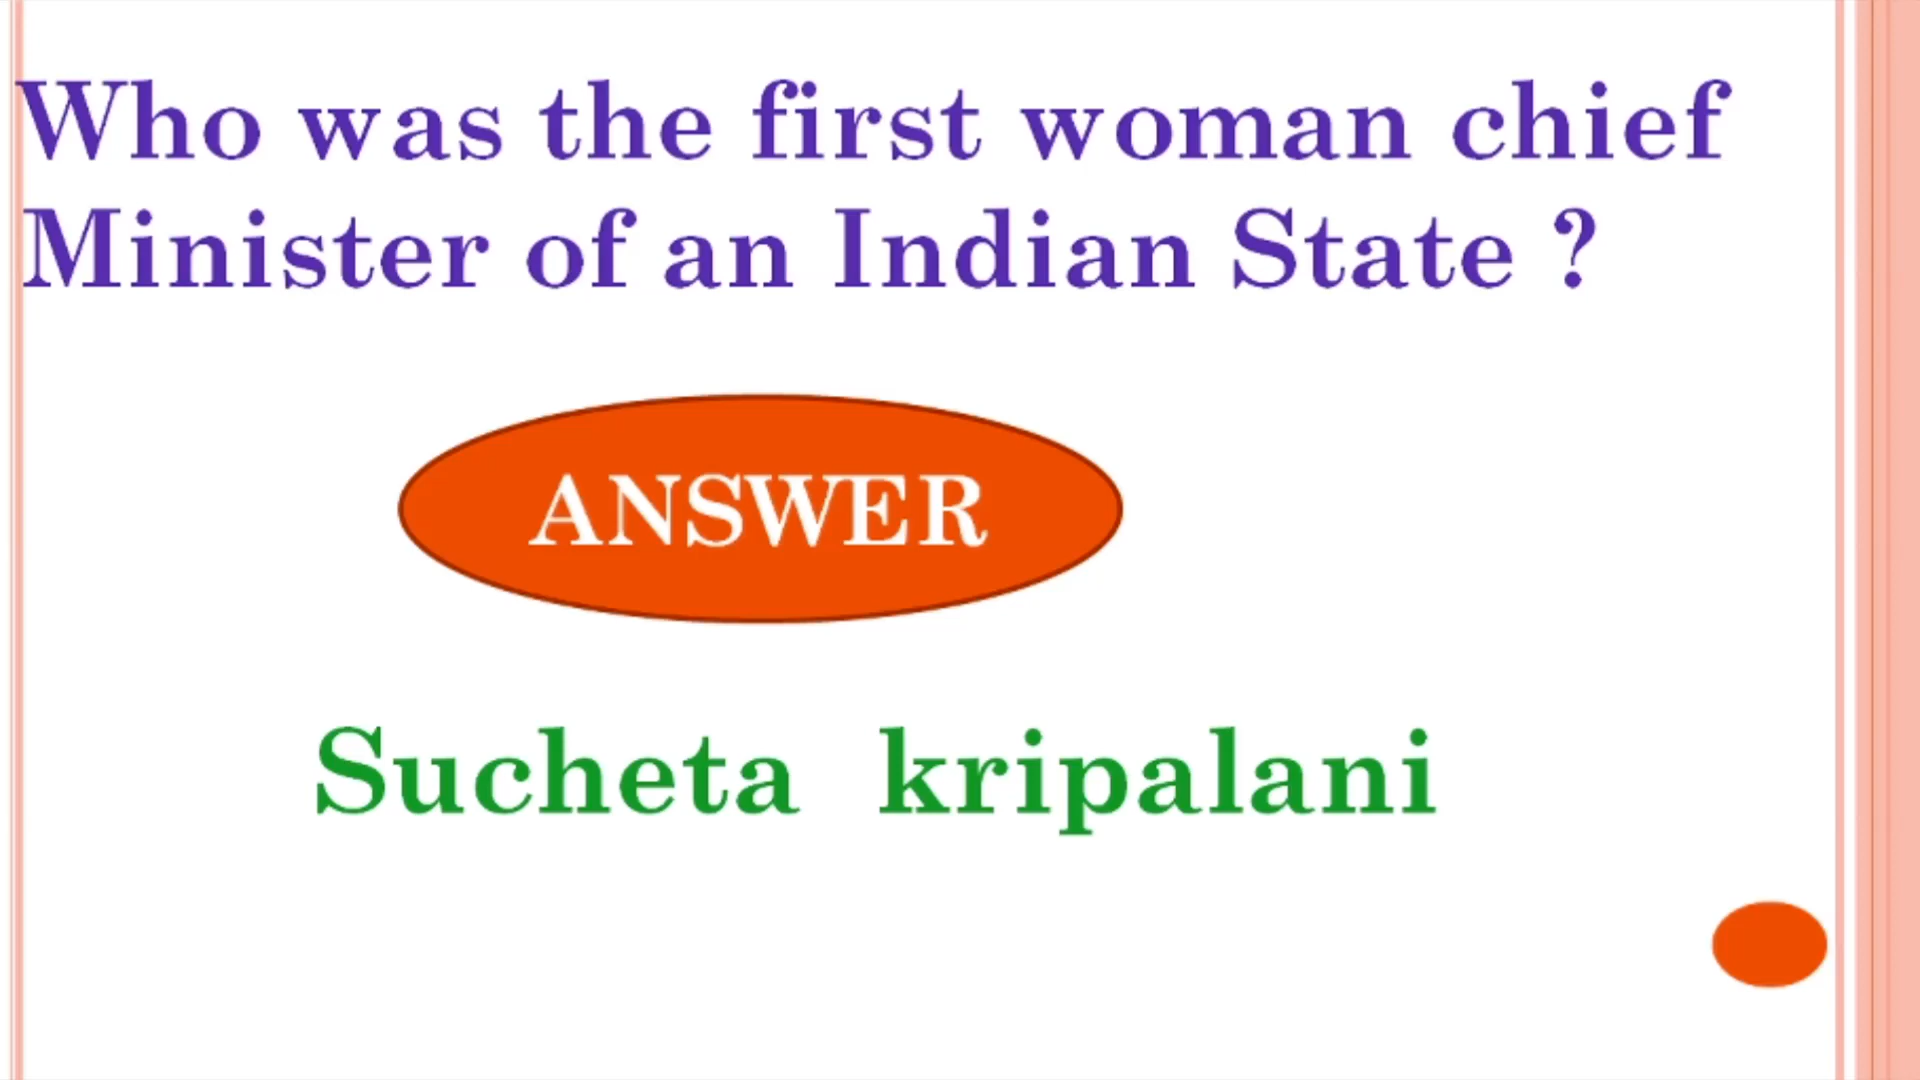 Who was the first woman chief
Minister of an Indian State ?
ANSWER
Sucheta kripalani